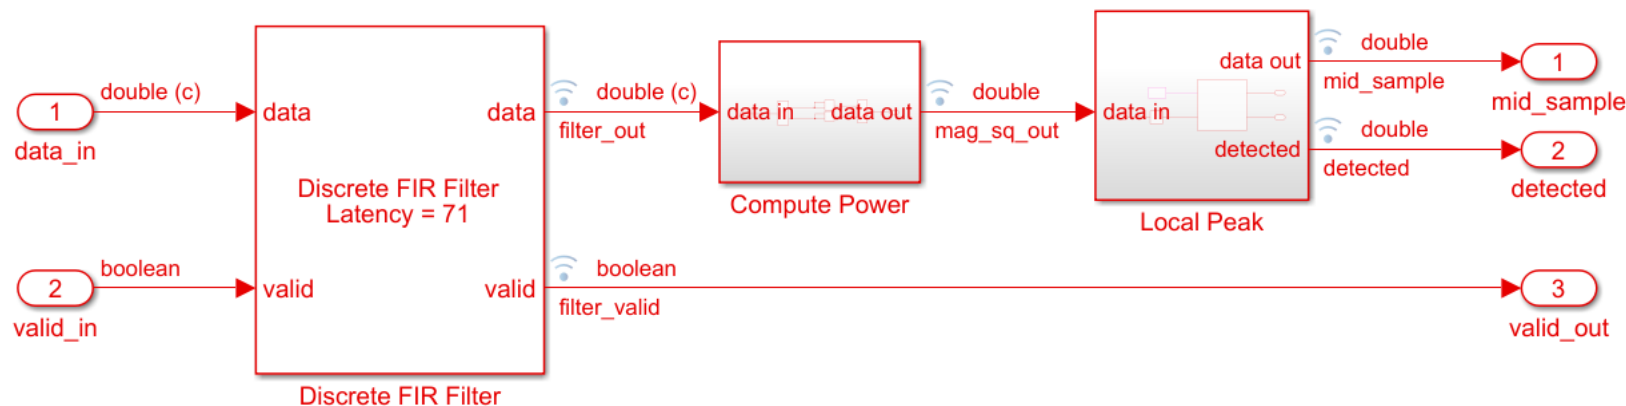 1
double (c)
data_in
2
boolean
valid_in
data
data
valid
valid
Discrete FIR Filter
Latency = 71
Discrete FIR Filter
double (c)
filter_out
boolean
filter_valid
data in
data out
Compute Power
double
mag_sq_out
data in
data out
detected
Local Peak
double
mid_sample
double
detected
1
mid_sample
2
detected
3
valid_out